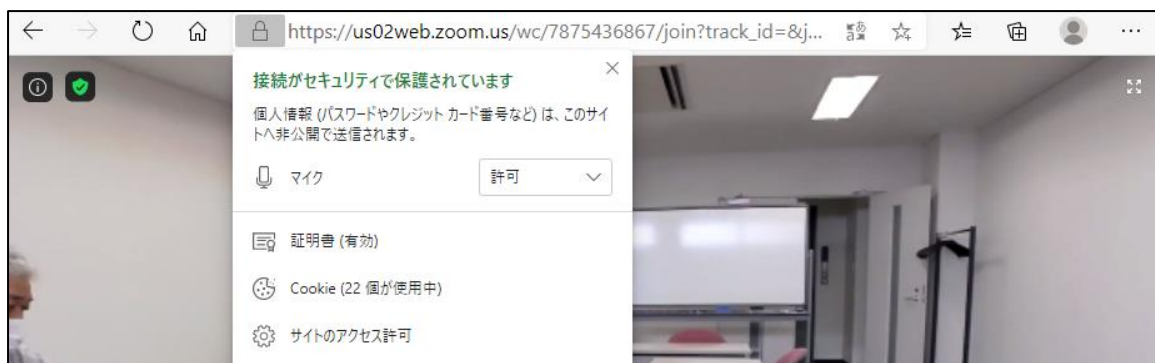 https://us02web.zoom.us/wc/7875436867/join?track_id=&j...
接続がセキュリティで保護されています
個人情報 (パスワードやクレジット カード番号など) は、このサイ
トへ非公開で送信されます。
マイク
許可
証明書 (有効)
Cookie (22 個が使用中)
サイトのアクセス許可